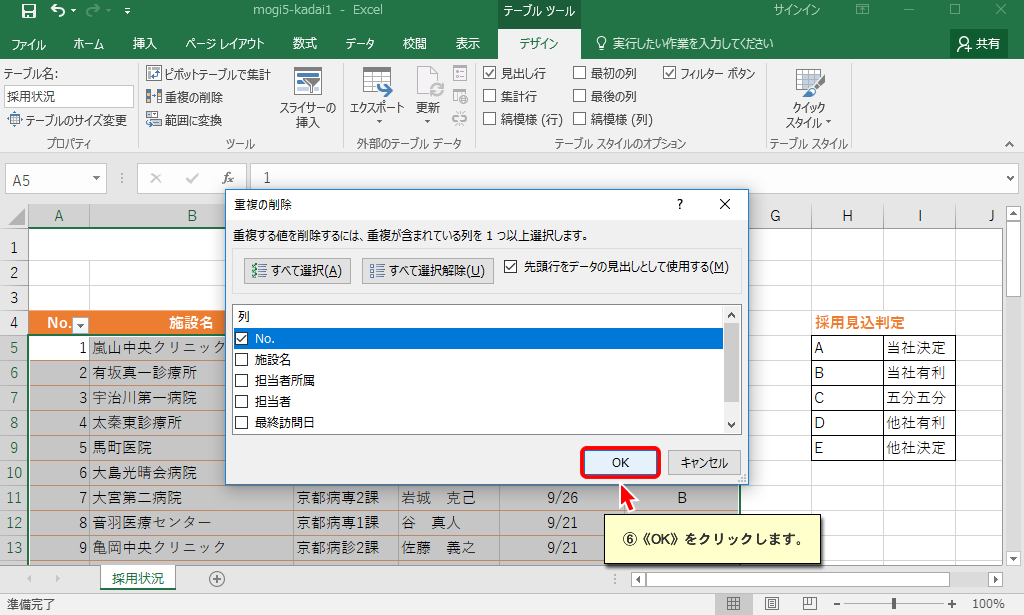 mogi5-kadai1 - Excel
テーブル ツール
サインイン
ファイル ホーム 挿入 ページ レイアウト 数式 データ 校閲 表示 デザイン 実行したい作業を入力してください 共有
テーブル名:
採用状況
テーブルのサイズ変更
プロパティ
ピボットテーブルで集計
重複の削除
範囲に変換
スライサーの
挿入
ツール
エクスポート
更新
外部のテーブル データ
見出し行 最初の列 フィルター ボタン
集計行 最後の列
縞模様 (行) 縞模様 (列)
テーブル スタイルのオプション
クイック
スタイル
テーブル スタイル
A5 fx 1
A B G H I J
重複の削除 ?
重複する値を削除するには、重複が含まれている列を 1 つ以上選択します。
すべて選択(A) すべて選択解除(U) 先頭行をデータの見出しとして使用する(M)
列
No.
施設名
担当者所属
担当者
最終訪問日
OK キャンセル
1
2
3
4 No. 施設名 採用見込判定
5 1 嵐山中央クリニック A 当社決定
6 2 有坂真一診療所 B 当社有利
7 3 宇治川第一病院 C 五分五分
8 4 太秦東診療所 D 他社有利
9 5 馬町医院 E 他社決定
10 6 大島光晴会病院
11 7 大宮第二病院 京都病専2課 岩城 克己 9/26 B
12 8 音羽医療センター 京都病専1課 谷 真人 9/21
13 9 亀岡中央クリニック 京都病診2課 佐藤 義之 9/21
⑥《OK》をクリックします。
採用状況
準備完了 100%